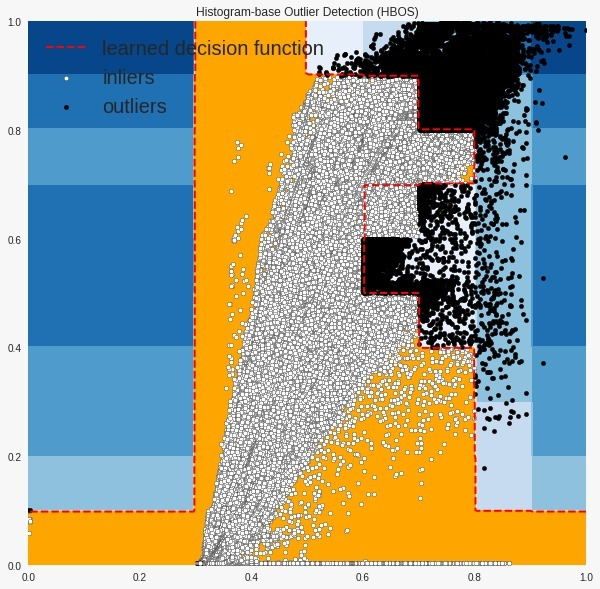 Histogram-base Outlier Detection (HBOS)
learned decision function
inliers
outliers
1.0
0.8
0.6
0.4
0.2
0.0
0.0 0.2 0.4 0.6 0.8 1.0